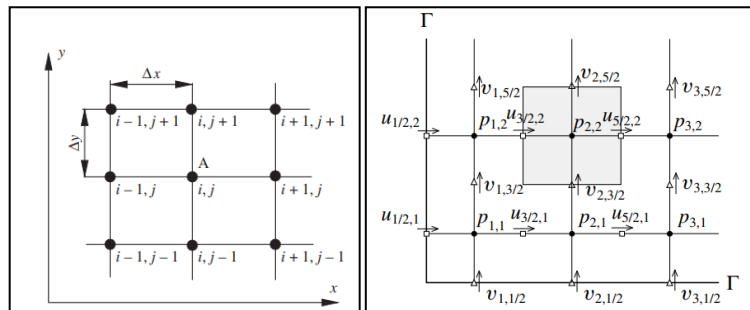 y
Δx
i−1, j+1 i, j+1 i+1, j+1
Δy
A
i−1, j i, j i+1, j
i−1, j−1 i, j−1 i+1, j−1
x
Γ
v1,5/2 v2,5/2 v3,5/2
u1/2,2 p1,2 u3/2,2 p2,2 u5/2,2 p3,2
v1,3/2 v2,3/2 v3,3/2
u1/2,1 p1,1 u3/2,1 p2,1 u5/2,1 p3,1
Γ
v1,1/2 v2,1/2 v3,1/2